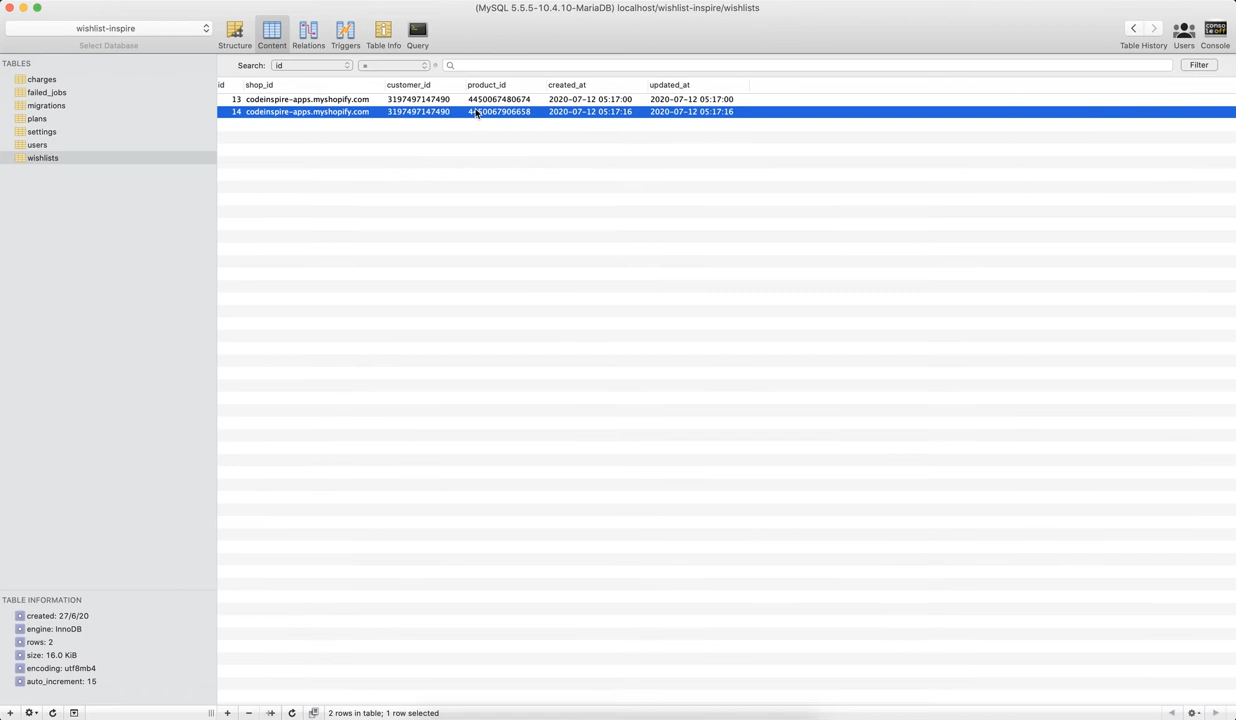 (MySQL 5.5.5-10.4.10-MariaDB) localhost/wishlist-inspire/wishlists
wishlist-inspire
Select Database
Structure Content Relations Triggers Table Info Query
Table History Users Console
conso le off
TABLES
charges
failed_jobs
migrations
plans
settings
users
wishlists
Search: id = Filter
id shop_id customer_id product_id created_at updated_at
13 codeinspire-apps.myshopify.com 3197497147490 4450067480674 2020-07-12 05:17:00 2020-07-12 05:17:00
14 codeinspire-apps.myshopify.com 3197497147490 4450067906658 2020-07-12 05:17:16 2020-07-12 05:17:16
TABLE INFORMATION
created: 27/6/20
engine: InnoDB
rows: 2
size: 16.0 KiB
encoding: utf8mb4
auto_increment: 15
2 rows in table; 1 row selected